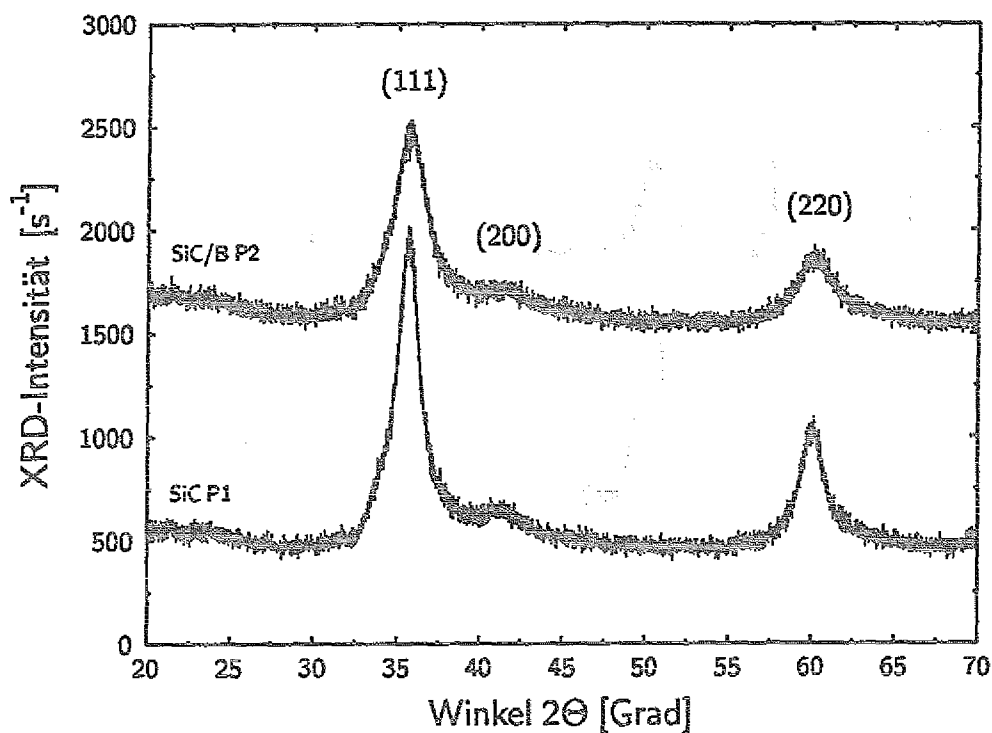 3000
2500
2000
1500
1000
500
0
XRD-Intensität [s⁻¹]
(111)
(200)
(220)
SiC/B P2
SiC P1
20 25 30 35 40 45 50 55 60 65 70
Winkel 2Θ [Grad]